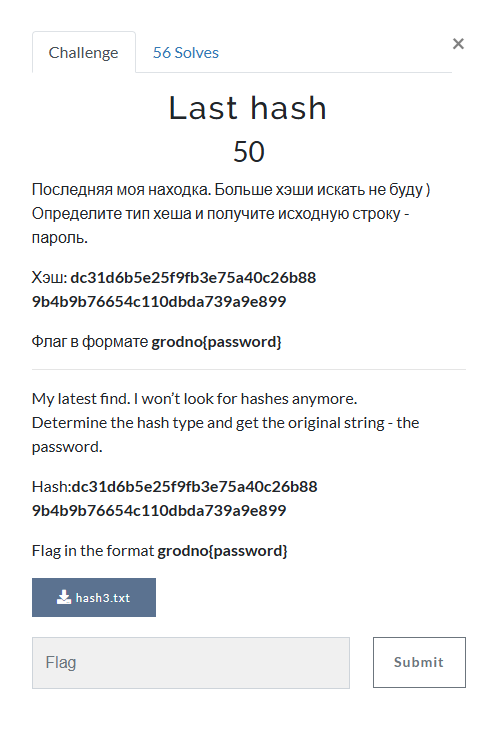 Challenge
56 Solves
×
Last hash
50
Последняя моя находка. Больше хэши искать не буду )
Определите тип хеша и получите исходную строку -
пароль.
Хэш: dc31d6b5e25f9fb3e75a40c26b88
9b4b9b76654c110dbda739a9e899
Флаг в формате grodno{password}
My latest find. I won’t look for hashes anymore.
Determine the hash type and get the original string - the
password.
Hash:dc31d6b5e25f9fb3e75a40c26b88
9b4b9b76654c110dbda739a9e899
Flag in the format grodno{password}
hash3.txt
Flag
Submit